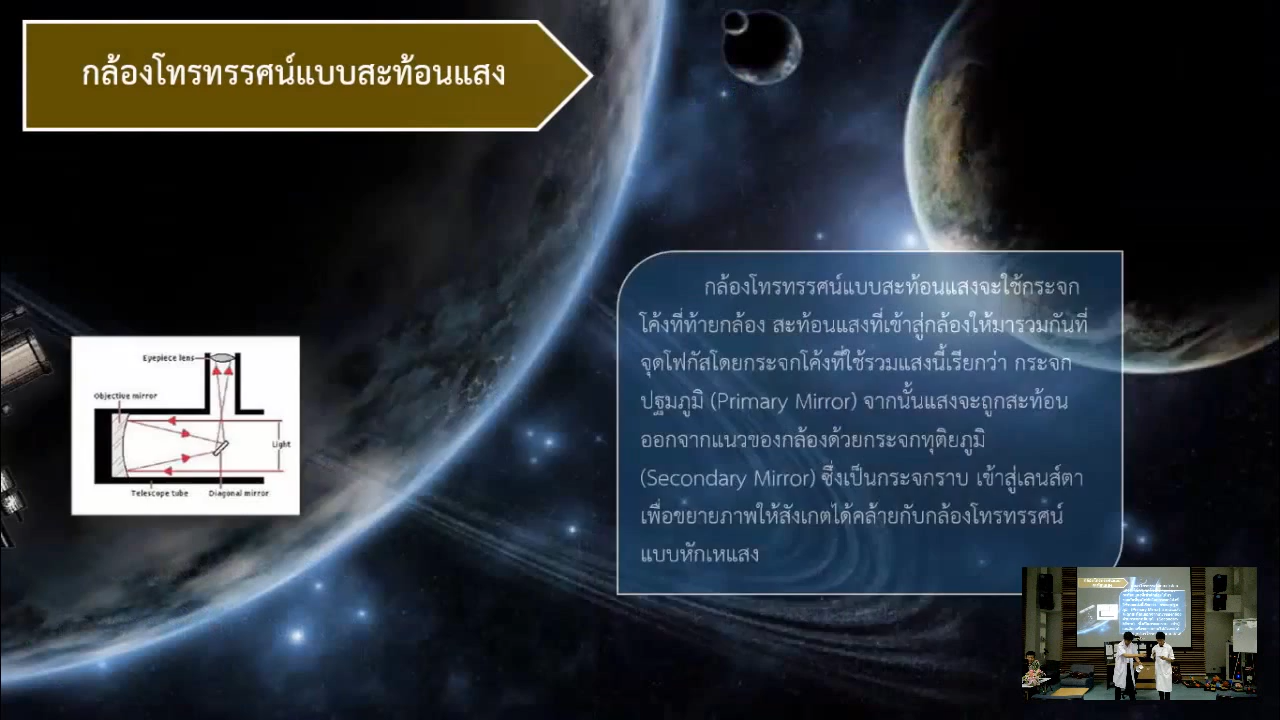 กล้องโทรทรรศน์แบบสะท้อนแสง
กล้องโทรทรรศน์แบบสะท้อนแสงจะใช้กระจก
โค้งที่ท้ายกล้อง สะท้อนแสงที่เข้าสู่กล้องให้มารวมกันที่
จุดโฟกัสโดยกระจกโค้งที่ใช้รวมแสงนี้เรียกว่า กระจก
ปฐมภูมิ (Primary Mirror) จากนั้นแสงจะถูกสะท้อน
ออกจากแนวของกล้องด้วยกระจกทุติยภูมิ
(Secondary Mirror) ซึ่งเป็นกระจกราบ เข้าสู่เลนส์ตา
เพื่อขยายภาพให้สังเกตได้คล้ายกับกล้องโทรทรรศน์
แบบหักเหแสง
Eyepiece lens
Objective mirror
Light
Telescope tube
Diagonal mirror